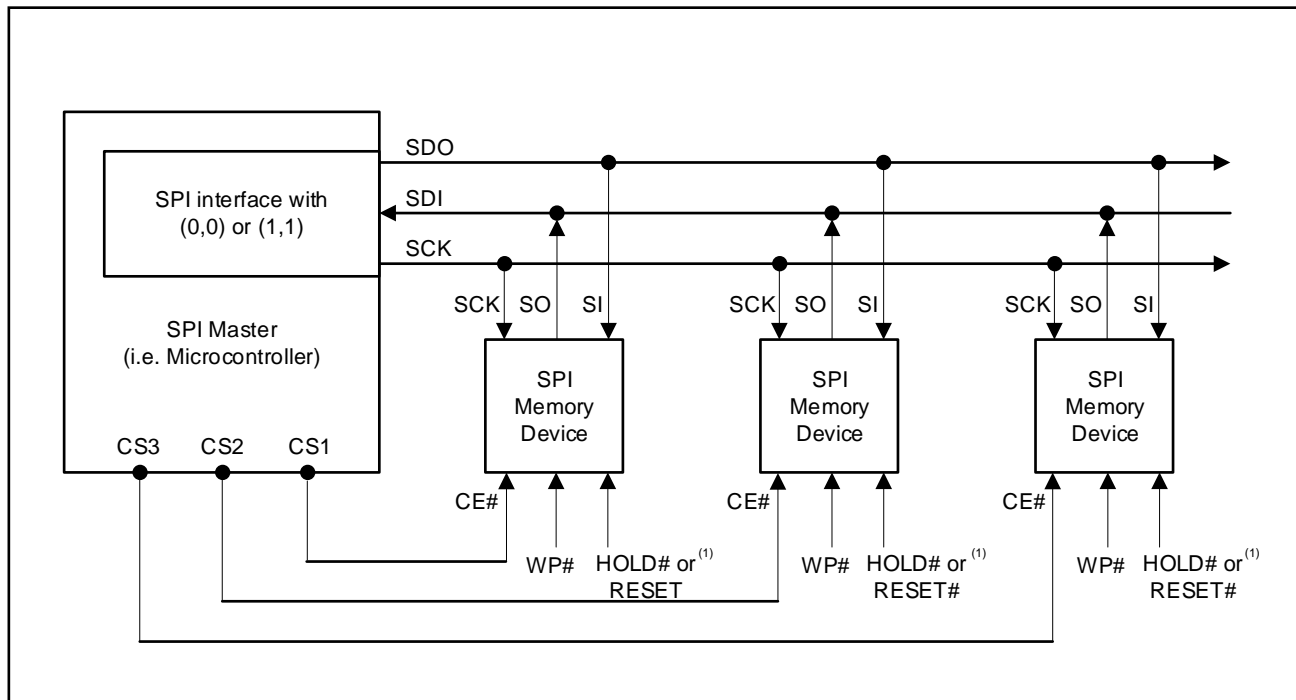 SDO
SPI interface with
(0,0) or (1,1)
SDI
SCK
SPI Master
(i.e. Microcontroller)
CS3
CS2
CS1
SCK
SO
SI
SPI
Memory
Device
CE#
WP#
HOLD# or (1)
RESET
SCK
SO
SI
SPI
Memory
Device
CE#
WP#
HOLD# or (1)
RESET#
SCK
SO
SI
SPI
Memory
Device
CE#
WP#
HOLD# or (1)
RESET#